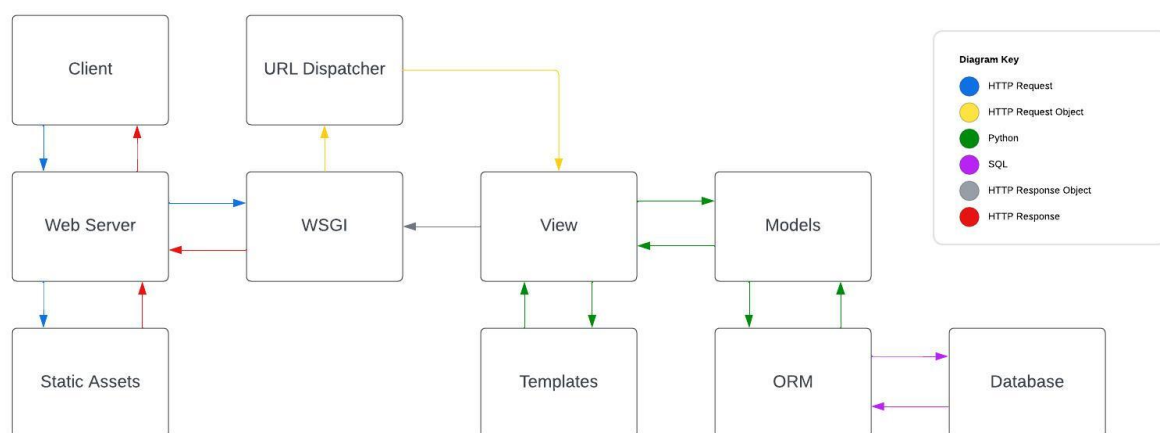 Client
URL Dispatcher
Diagram Key
HTTP Request
HTTP Request Object
Python
SQL
HTTP Response Object
HTTP Response
Web Server
WSGI
View
Models
Static Assets
Templates
ORM
Database